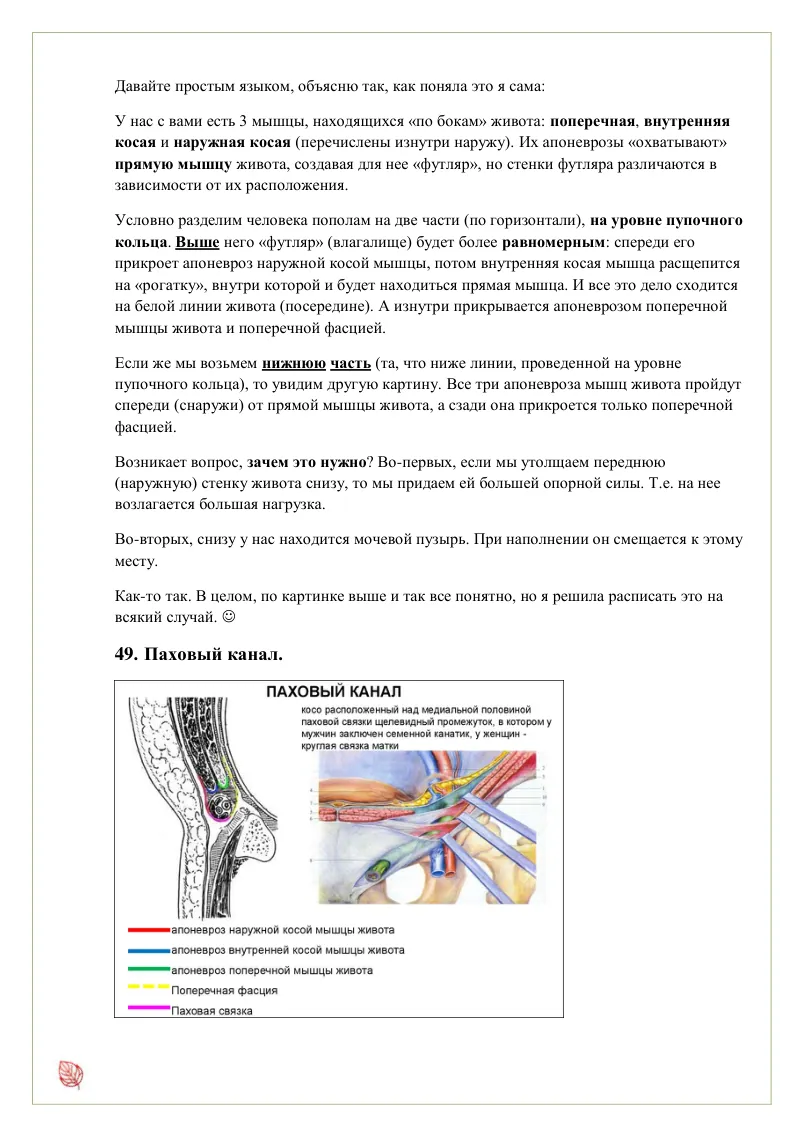 Давайте простым языком, объясню так, как поняла это я сама:
У нас с вами есть 3 мышцы, находящихся «по бокам» живота: поперечная, внутренняя
косая и наружная косая (перечислены изнутри наружу). Их апоневрозы «охватывают»
прямую мышцу живота, создавая для нее «футляр», но стенки футляра различаются в
зависимости от их расположения.
Условно разделим человека пополам на две части (по горизонтали), на уровне пупочного
кольца. Выше него «футляр» (влагалище) будет более равномерным: спереди его
прикроет апоневроз наружной косой мышцы, потом внутренняя косая мышца расщепится
на «рогатку», внутри которой и будет находиться прямая мышца. И все это дело сходится
на белой линии живота (посередине). А изнутри прикрывается апоневрозом поперечной
мышцы живота и поперечной фасцией.
Если же мы возьмем нижнюю часть (та, что ниже линии, проведенной на уровне
пупочного кольца), то увидим другую картину. Все три апоневроза мышц живота пройдут
спереди (снаружи) от прямой мышцы живота, а сзади она прикроется только поперечной
фасцией.
Возникает вопрос, зачем это нужно? Во-первых, если мы утолщаем переднюю
(наружную) стенку живота снизу, то мы придаем ей большей опорной силы. Т.е. на нее
возлагается большая нагрузка.
Во-вторых, снизу у нас находится мочевой пузырь. При наполнении он смещается к этому
месту.
Как-то так. В целом, по картинке выше и так все понятно, но я решила расписать это на
всякий случай. ☺
49. Паховый канал.
ПАХОВЫЙ КАНАЛ
косо расположенный над медиальной половиной
паховой связки щелевидный промежуток, в котором у
мужчин заключен семенной канатик, у женщин -
круглая связка матки
апоневроз наружной косой мышцы живота
апоневроз внутренней косой мышцы живота
апоневроз поперечной мышцы живота
Поперечная фасция
Паховая связка